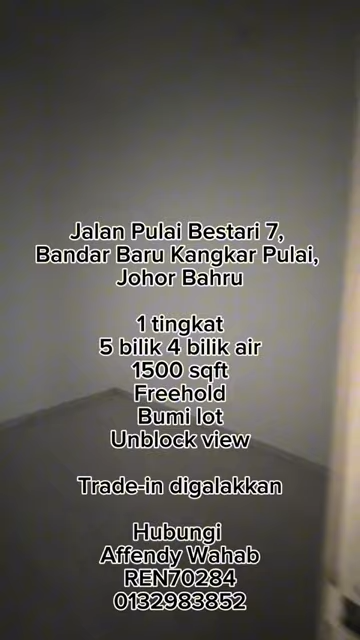 Jalan Pulai Bestari 7,
Bandar Baru Kangkar Pulai,
Johor Bahru
1 tingkat
5 bilik 4 bilik air
1500 sqft
Freehold
Bumi lot
Unblock view
Trade-in digalakkan
Hubungi
Affendy Wahab
REN70284
0132983852